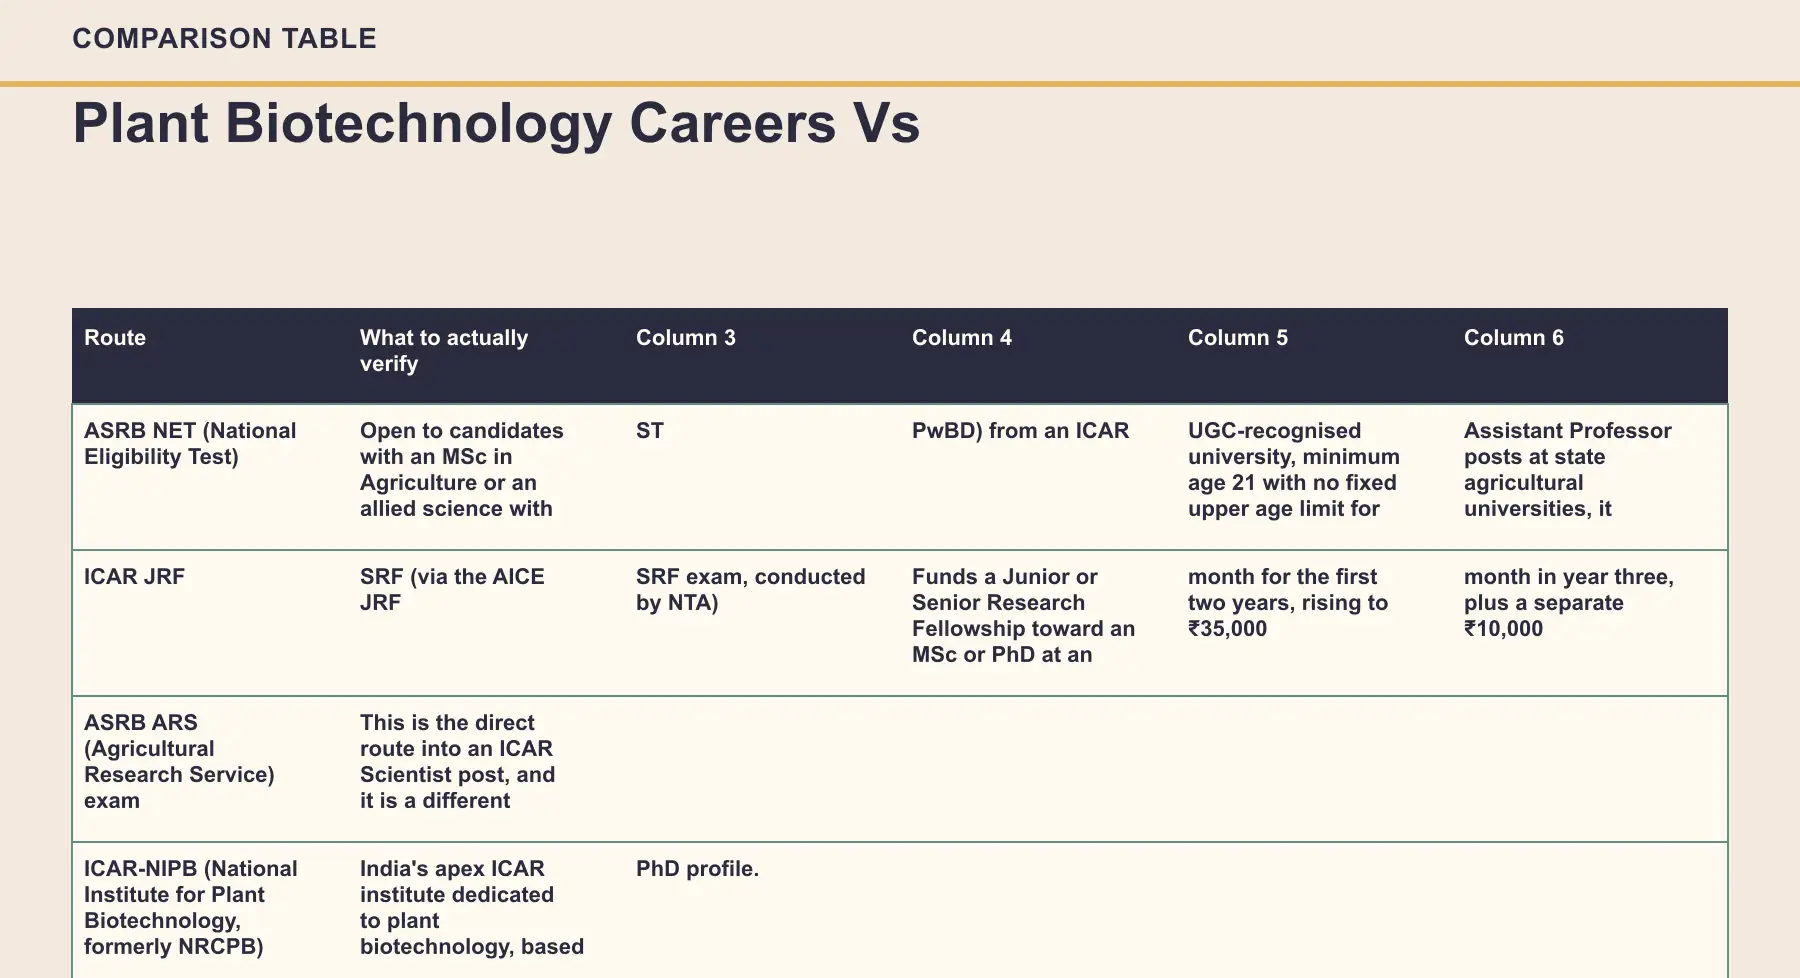 COMPARISON TABLE
Plant Biotechnology Careers Vs
Route
What to actually
verify
Column 3
Column 4
Column 5
Column 6
ASRB NET (National
Eligibility Test)
Open to candidates
with an MSc in
Agriculture or an
allied science with
ST
PwBD) from an ICAR
UGC-recognised
university, minimum
age 21 with no fixed
upper age limit for
Assistant Professor
posts at state
agricultural
universities, it
ICAR JRF
SRF (via the AICE
JRF
SRF exam, conducted
by NTA)
Funds a Junior or
Senior Research
Fellowship toward an
MSc or PhD at an
month for the first
two years, rising to
₹35,000
month in year three,
plus a separate
₹10,000
ASRB ARS
(Agricultural
Research Service)
exam
This is the direct
route into an ICAR
Scientist post, and
it is a different
ICAR-NIPB (National
Institute for Plant
Biotechnology,
formerly NRCPB)
India's apex ICAR
institute dedicated
to plant
biotechnology, based
PhD profile.